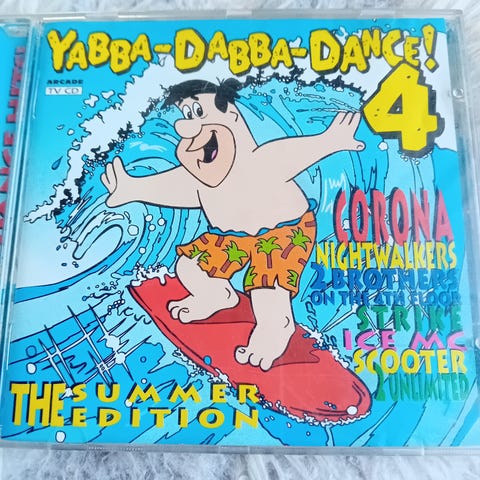 YABBA-DABBA-DANCE!
4
ARCADE
TV CD
CORONA
NIGHTWALKERS
2 BRØTHERS
ON THE 4TH FLOOR
STRIKE
ICE MC
SCOOTER
2 UNLIMITED
THE SUMMER
EDITION